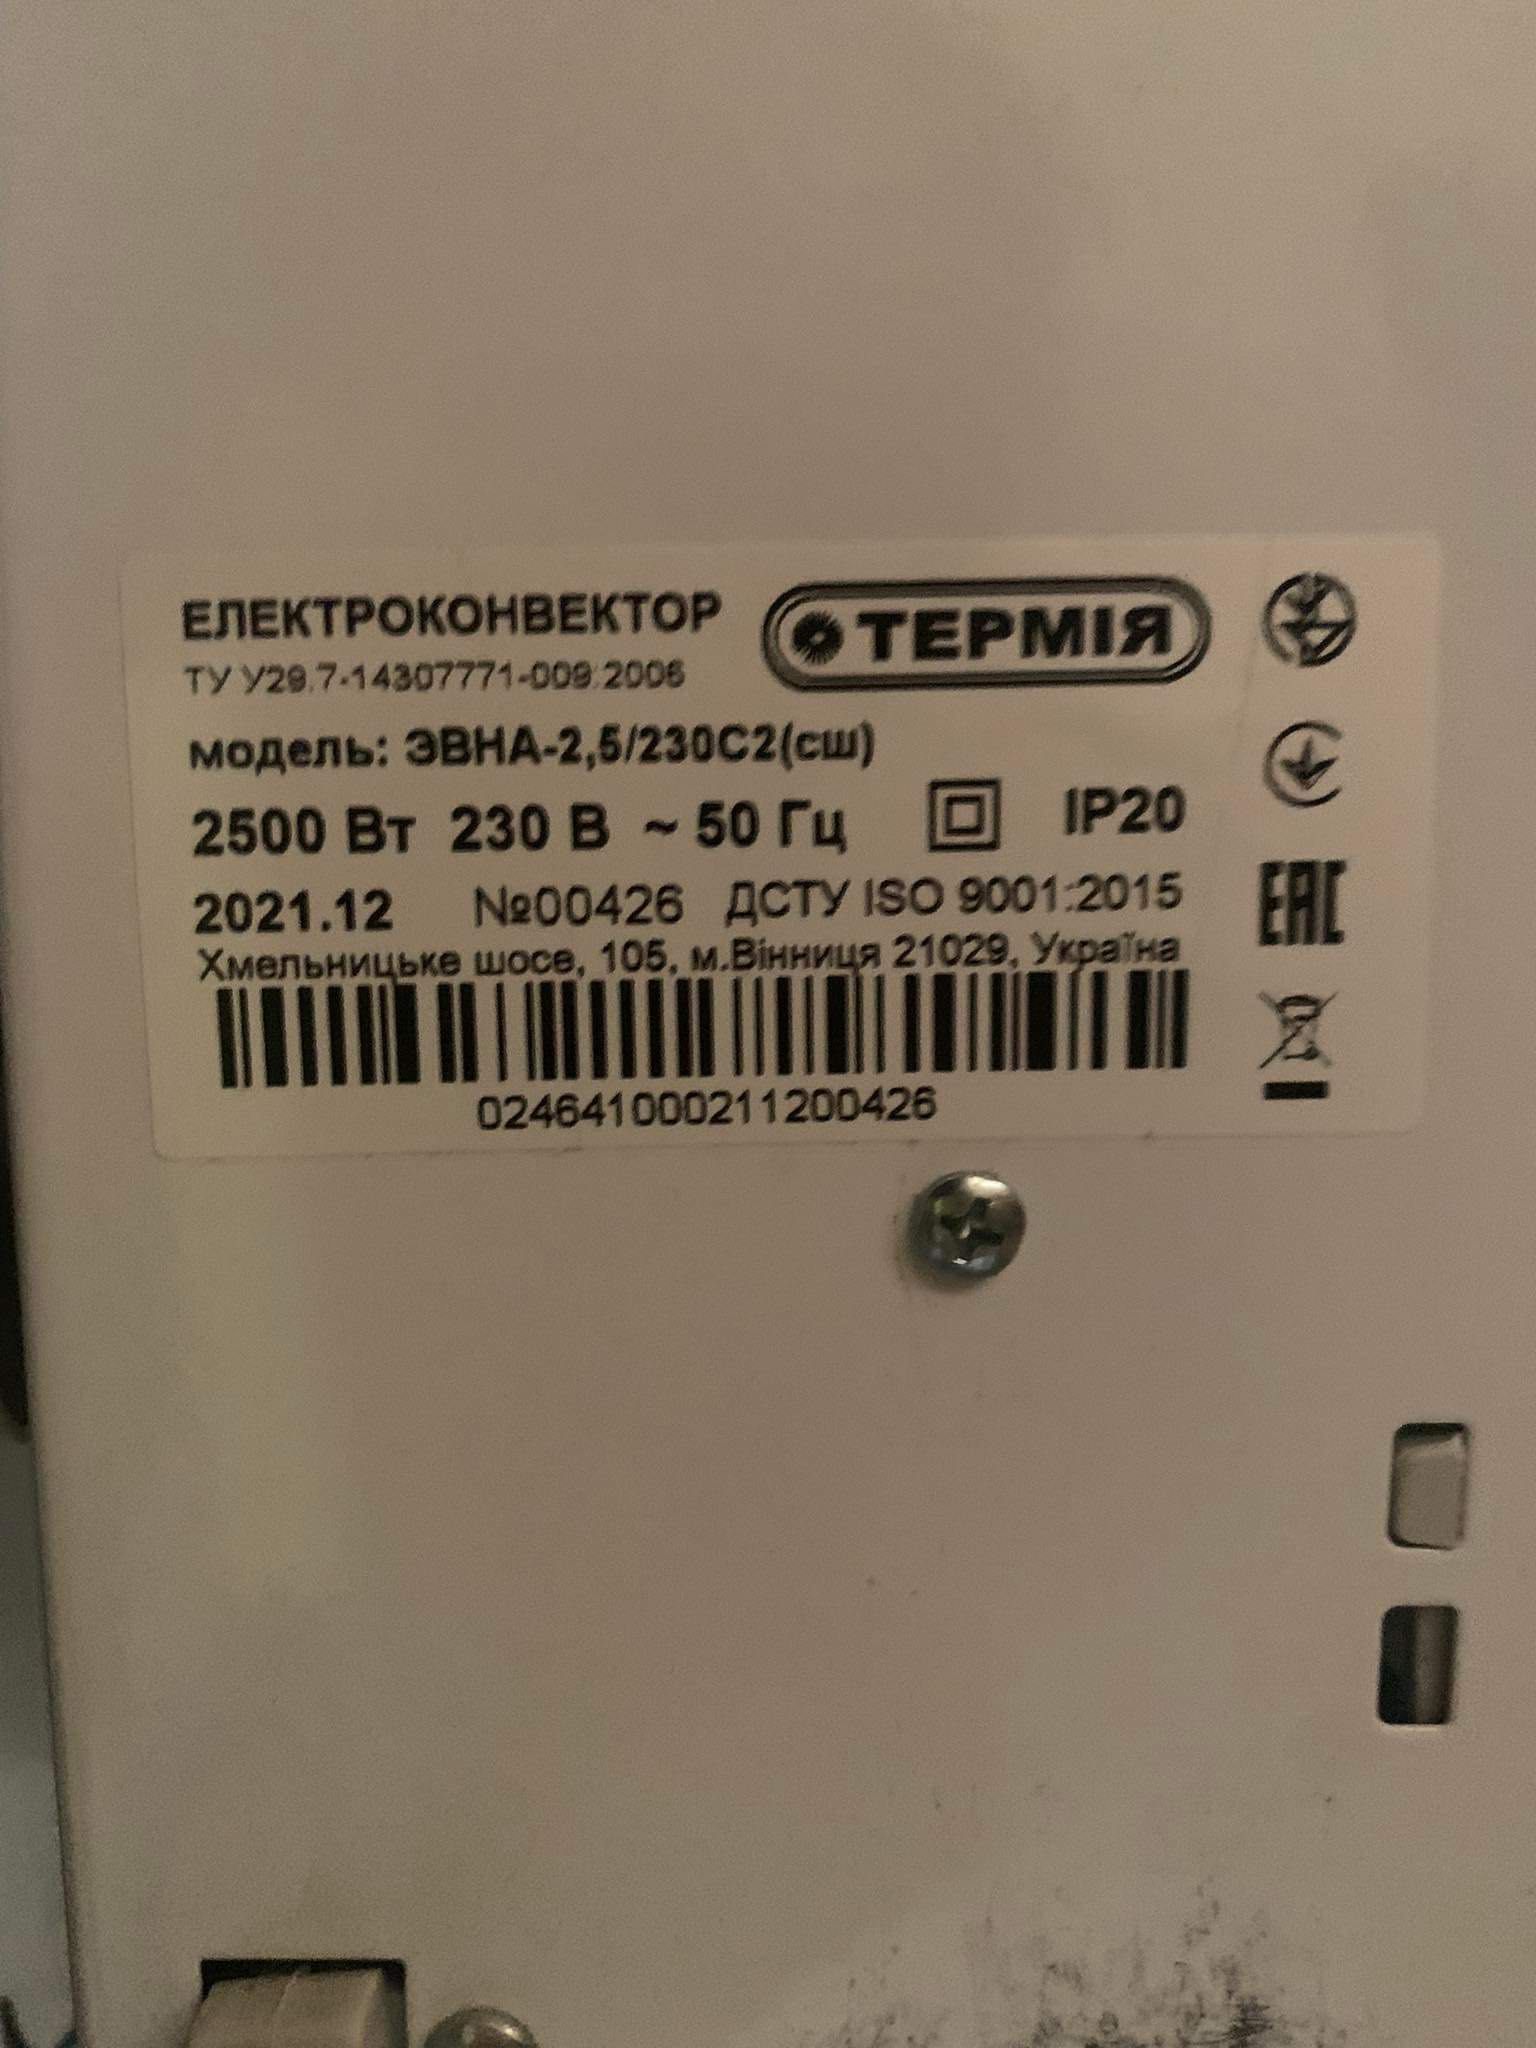 ЕЛЕКТРОКОНВЕКТОР
ТЕРМІЯ
ТУ У29.7-14307771-009:2006
модель: ЭВНА-2,5/230С2(сш)
2500 Вт 230 В ~ 50 Гц IP20
2021.12 №00426 ДСТУ ISO 9001:2015
EAC
Хмельницьке шосе, 105, м.Вінниця 21029, Україна
024641000211200426